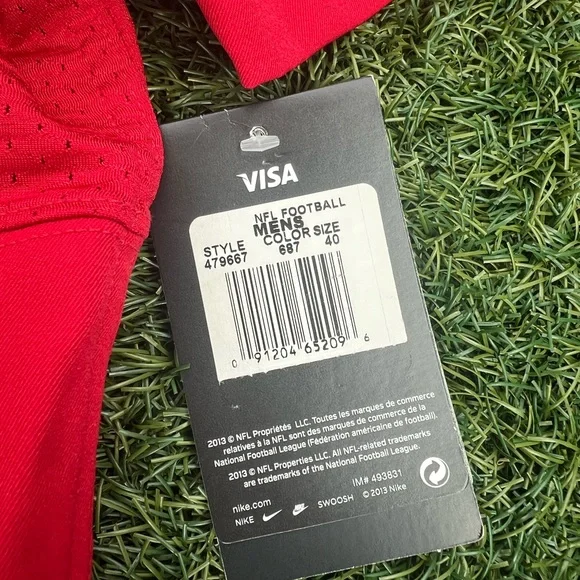 VISA
NFL FOOTBALL
MENS
STYLE COLOR SIZE
479667 687 40
0 91204 65209 6
2013 © NFL Propriétés LLC. Toutes les marques de commerce
relatives à la NFL sont des marques de commerce de la
National Football League (Fédération américaine de football).
2013 © NFL Properties LLC. All NFL-related trademarks
are trademarks of the National Football League.
IM# 493831
nike.com
NIKE SWOOSH © 2013 Nike